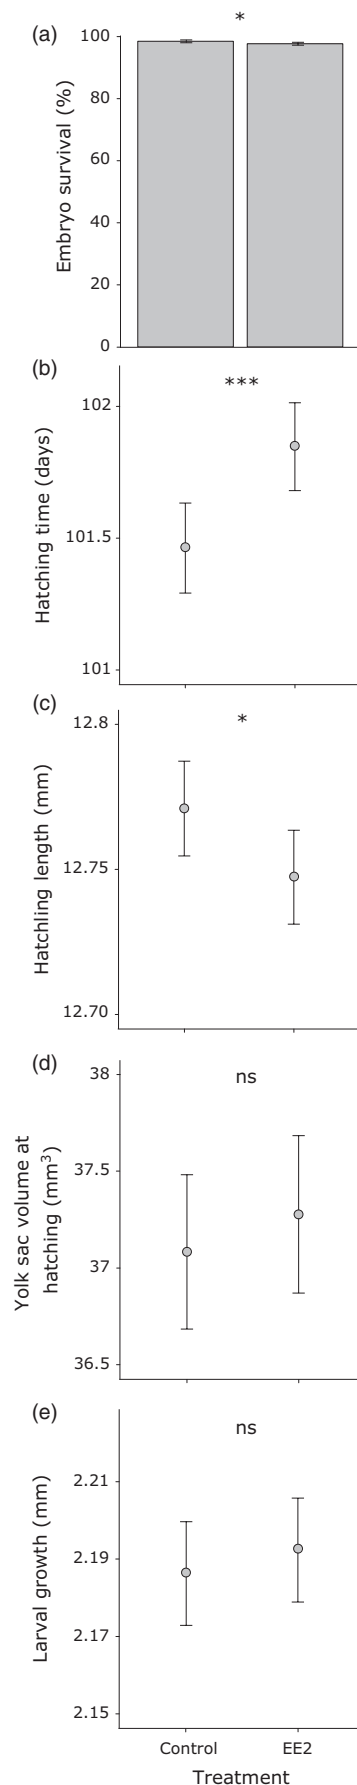 (a)
*
Embryo survival (%)
100
80
60
40
20
0
(b)
***
Hatching time (days)
102
101.5
101
(c)
*
Hatchling length (mm)
12.8
12.75
12.70
(d)
ns
Yolk sac volume at
hatching (mm³)
38
37.5
37
36.5
(e)
ns
Larval growth (mm)
2.21
2.19
2.17
2.15
Control EE2
Treatment